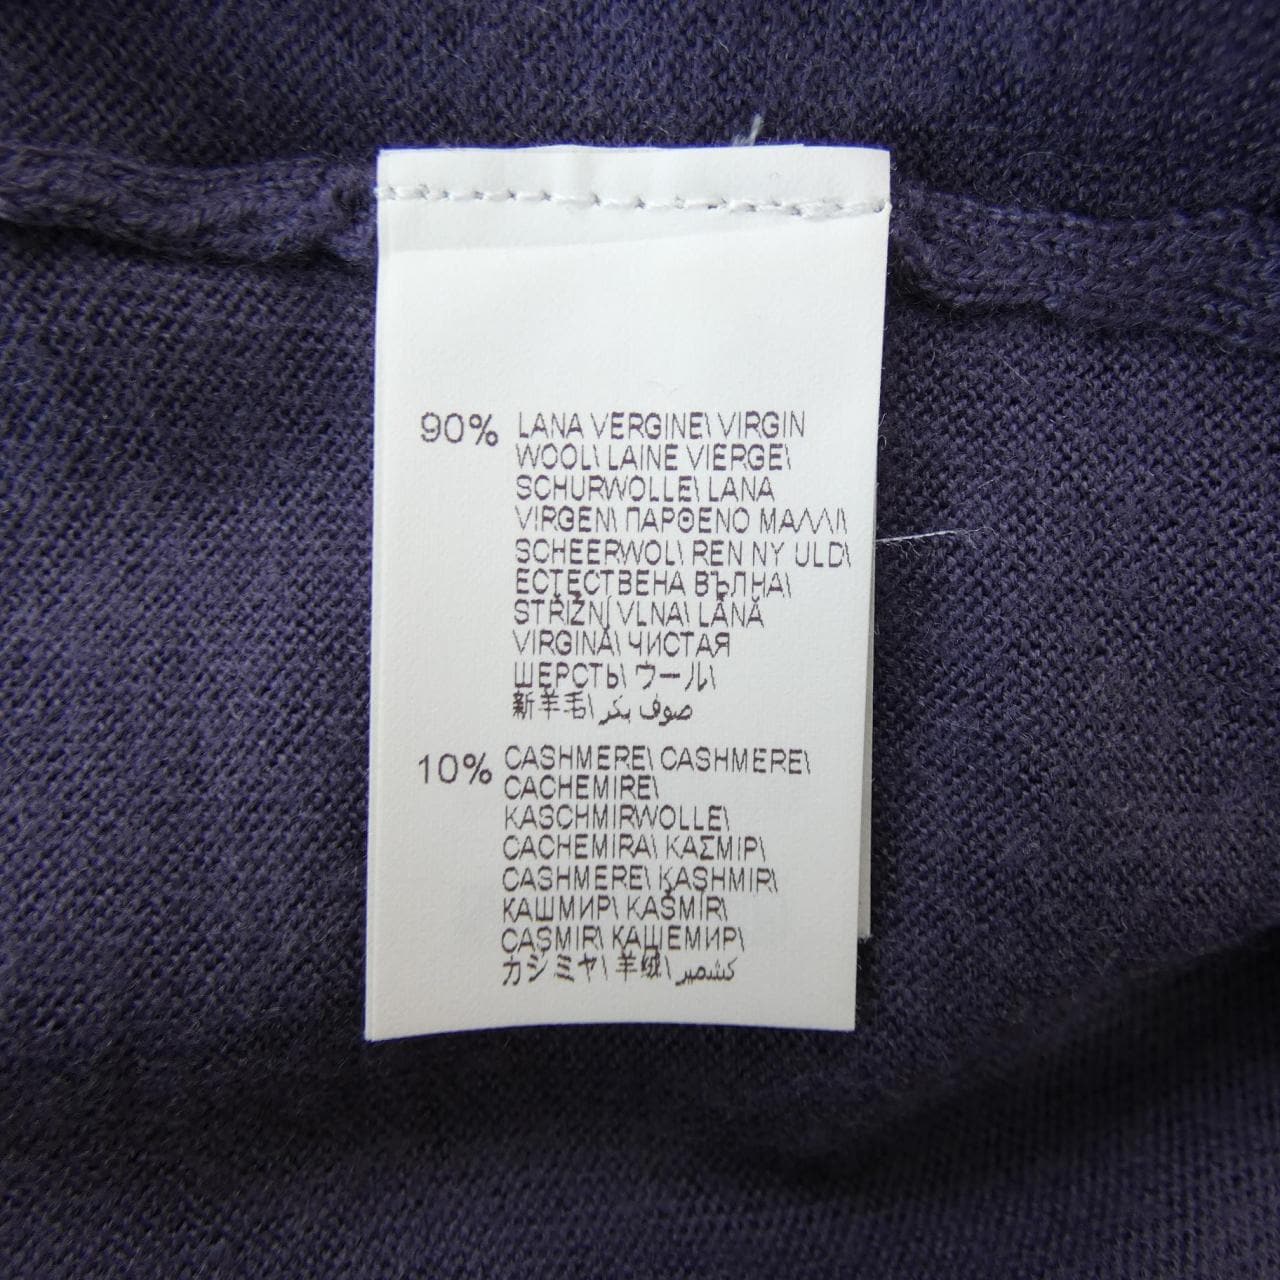 90% LANA VERGINE\ VIRGIN
WOOL\ LAINE VIERGE\
SCHURWOLLE\ LANA
VIRGEN\ ΠΑΡΘΕΝΟ ΜΑΛΛΙ\
SCHEERWOL\ REN NY ULD\
ЕСТЕСТВЕНА ВЪЛНА\
STŘIŽNÍ VLNA\ LÂNĂ
VIRGINĂ\ ЧИСТАЯ
ШЕРСТЬ\ ウール\
新羊毛\ صوف بكر
10% CASHMERE\ CASHMERE\
CACHEMIRE\
KASCHMIRWOLLE\
CACHEMIRA\ ΚΑΣΜΙΡ\
CASHMERE\ KASHMIR\
КАШМИР\ KAŠMÍR\
CAŞMIR\ КАШЕМИР\
カシミヤ\ 羊绒\ كشمير